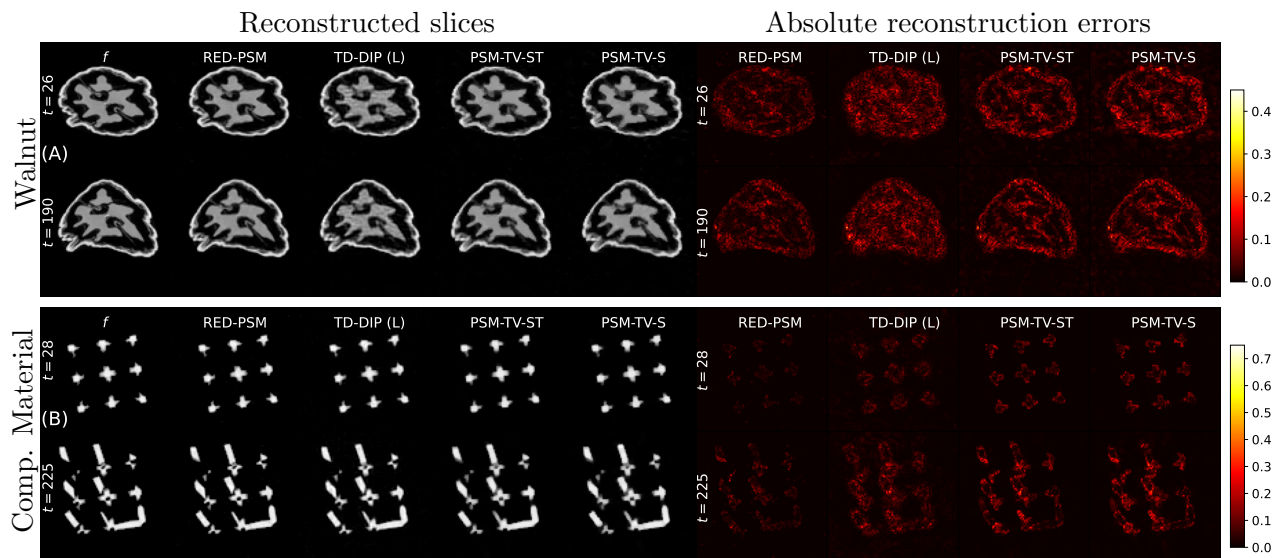 Reconstructed slices
Absolute reconstruction errors
Walnut
(A)
f RED-PSM TD-DIP (L) PSM-TV-ST PSM-TV-S
RED-PSM TD-DIP (L) PSM-TV-ST PSM-TV-S
t = 26
t = 190
t = 26
t = 190
0.4
0.3
0.2
0.1
0.0
Comp. Material
(B)
f RED-PSM TD-DIP (L) PSM-TV-ST PSM-TV-S
RED-PSM TD-DIP (L) PSM-TV-ST PSM-TV-S
t = 28
t = 225
t = 28
t = 225
0.7
0.6
0.5
0.4
0.3
0.2
0.1
0.0